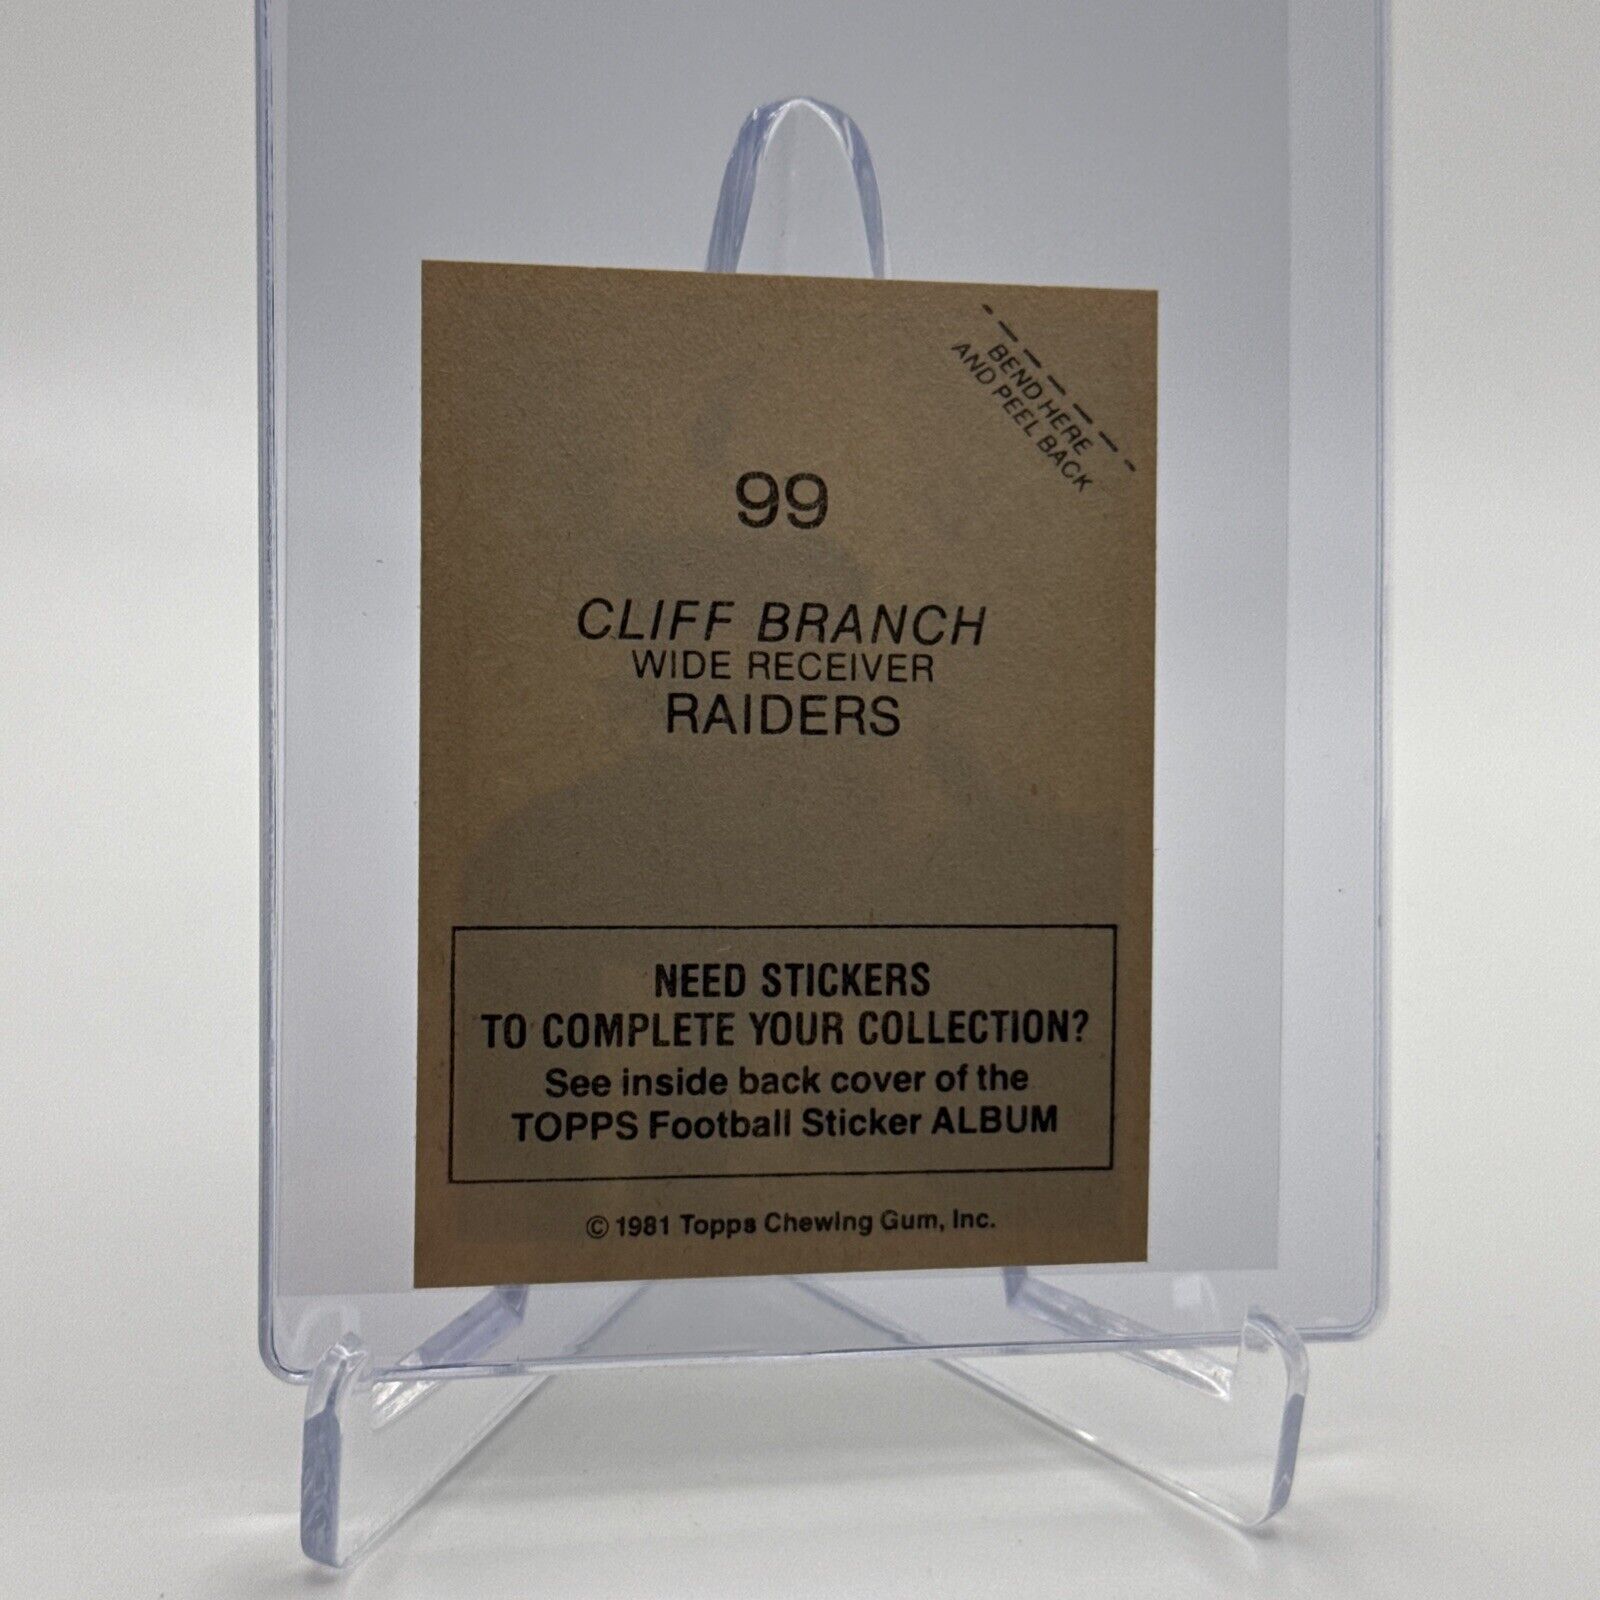 BEND HERE
AND PEEL BACK
99
CLIFF BRANCH
WIDE RECEIVER
RAIDERS
NEED STICKERS
TO COMPLETE YOUR COLLECTION?
See inside back cover of the
TOPPS Football Sticker ALBUM
© 1981 Topps Chewing Gum, Inc.